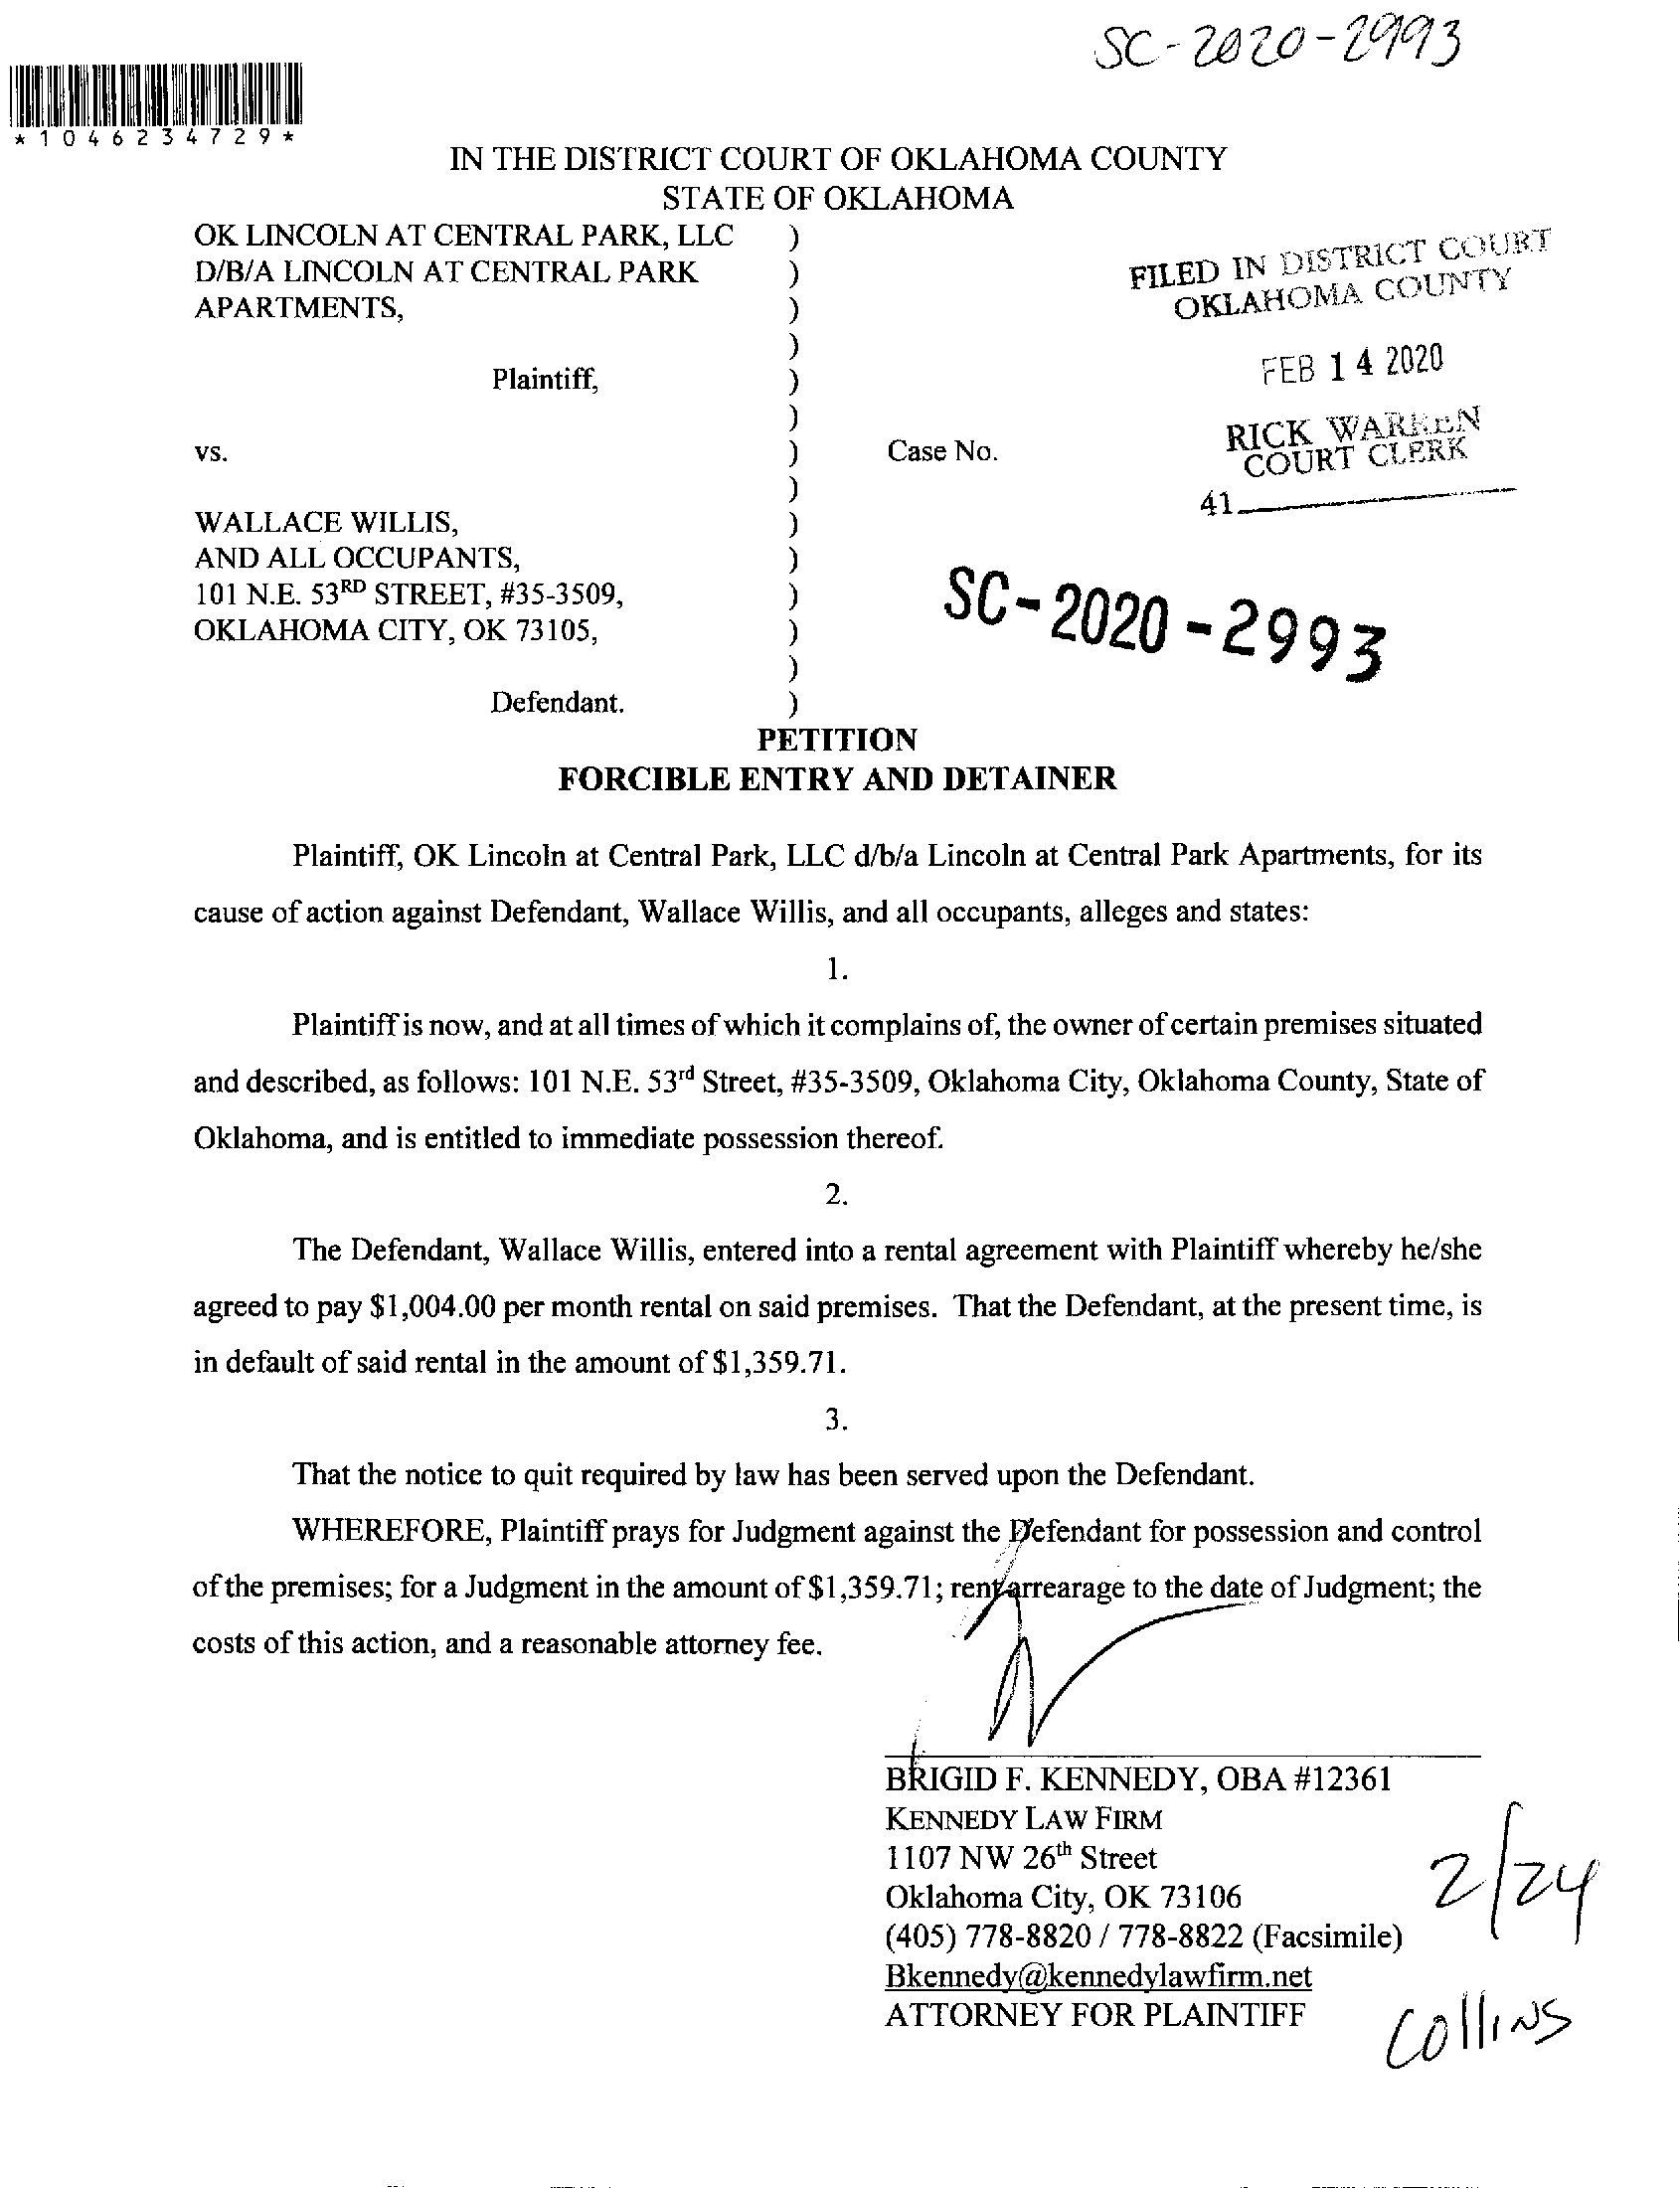 SC-2020-2993
*1046234729*
IN THE DISTRICT COURT OF OKLAHOMA COUNTY
STATE OF OKLAHOMA
OK LINCOLN AT CENTRAL PARK, LLC )
D/B/A LINCOLN AT CENTRAL PARK )
APARTMENTS, )
)
Plaintiff, )
)
vs. ) Case No.
)
WALLACE WILLIS, )
AND ALL OCCUPANTS, )
101 N.E. 53RD STREET, #35-3509, )
OKLAHOMA CITY, OK 73105, )
)
Defendant. )
FILED IN DISTRICT COURT
OKLAHOMA COUNTY
FEB 14 2020
RICK WARREN
COURT CLERK
41
SC-2020-2993
PETITION
FORCIBLE ENTRY AND DETAINER
Plaintiff, OK Lincoln at Central Park, LLC d/b/a Lincoln at Central Park Apartments, for its
cause of action against Defendant, Wallace Willis, and all occupants, alleges and states:
1.
Plaintiff is now, and at all times of which it complains of, the owner of certain premises situated
and described, as follows: 101 N.E. 53rd Street, #35-3509, Oklahoma City, Oklahoma County, State of
Oklahoma, and is entitled to immediate possession thereof.
2.
The Defendant, Wallace Willis, entered into a rental agreement with Plaintiff whereby he/she
agreed to pay $1,004.00 per month rental on said premises. That the Defendant, at the present time, is
in default of said rental in the amount of $1,359.71.
3.
That the notice to quit required by law has been served upon the Defendant.
WHEREFORE, Plaintiff prays for Judgment against the Defendant for possession and control
of the premises; for a Judgment in the amount of $1,359.71; rent arrearage to the date of Judgment; the
costs of this action, and a reasonable attorney fee.
BRIGID F. KENNEDY, OBA #12361
KENNEDY LAW FIRM
1107 NW 26th Street
Oklahoma City, OK 73106
(405) 778-8820 / 778-8822 (Facsimile)
Bkennedy@kennedylawfirm.net
ATTORNEY FOR PLAINTIFF
2/24
Collins